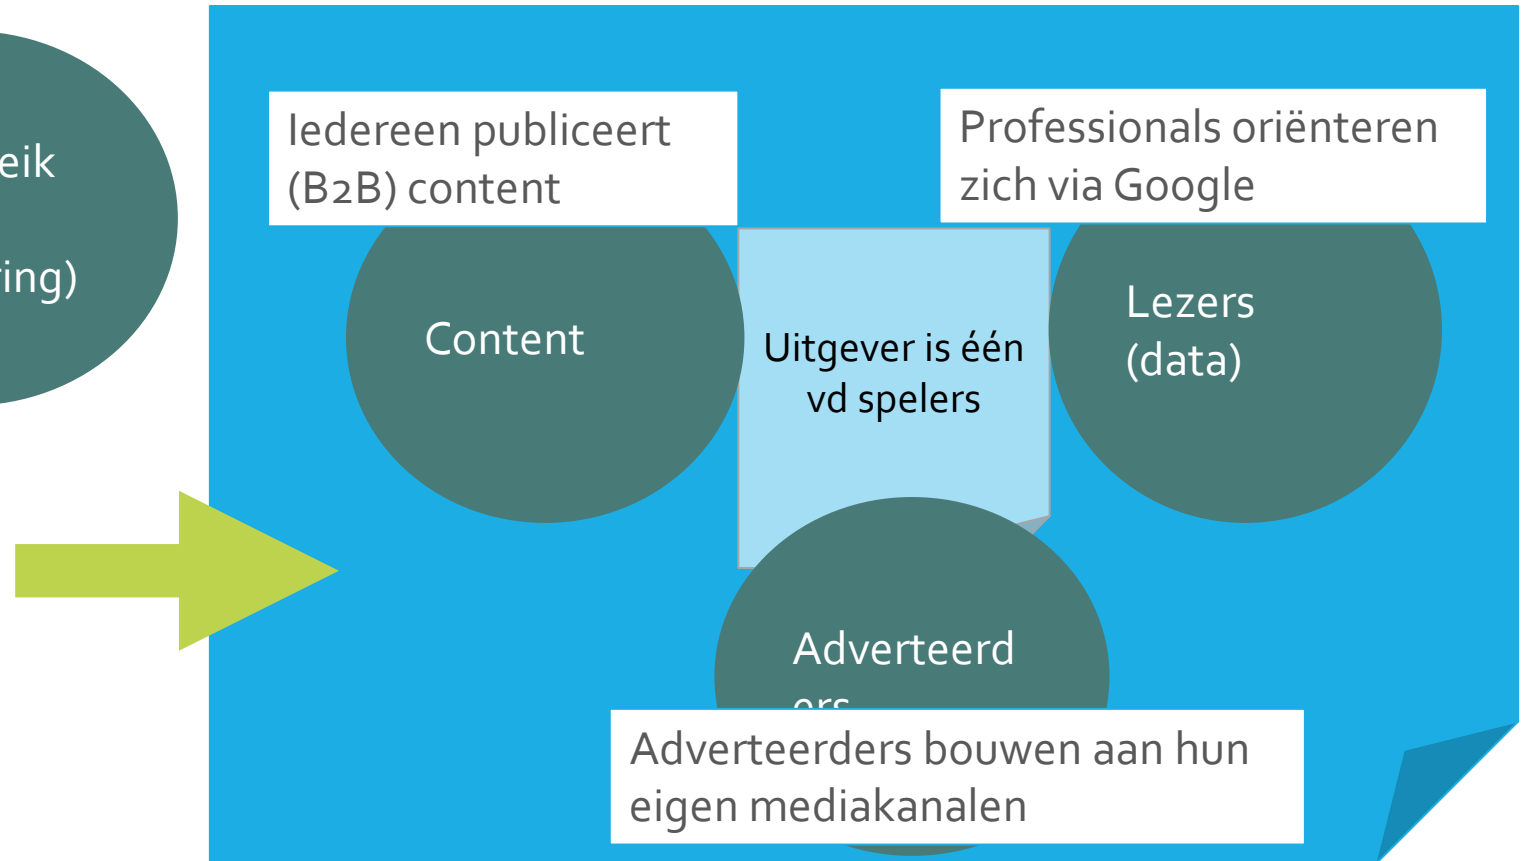 eik
ing)
Iedereen publiceert
(B2B) content
Professionals oriënteren
zich via Google
Content
Uitgever is één
vd spelers
Lezers
(data)
Adverteerd
ers
Adverteerders bouwen aan hun
eigen mediakanalen